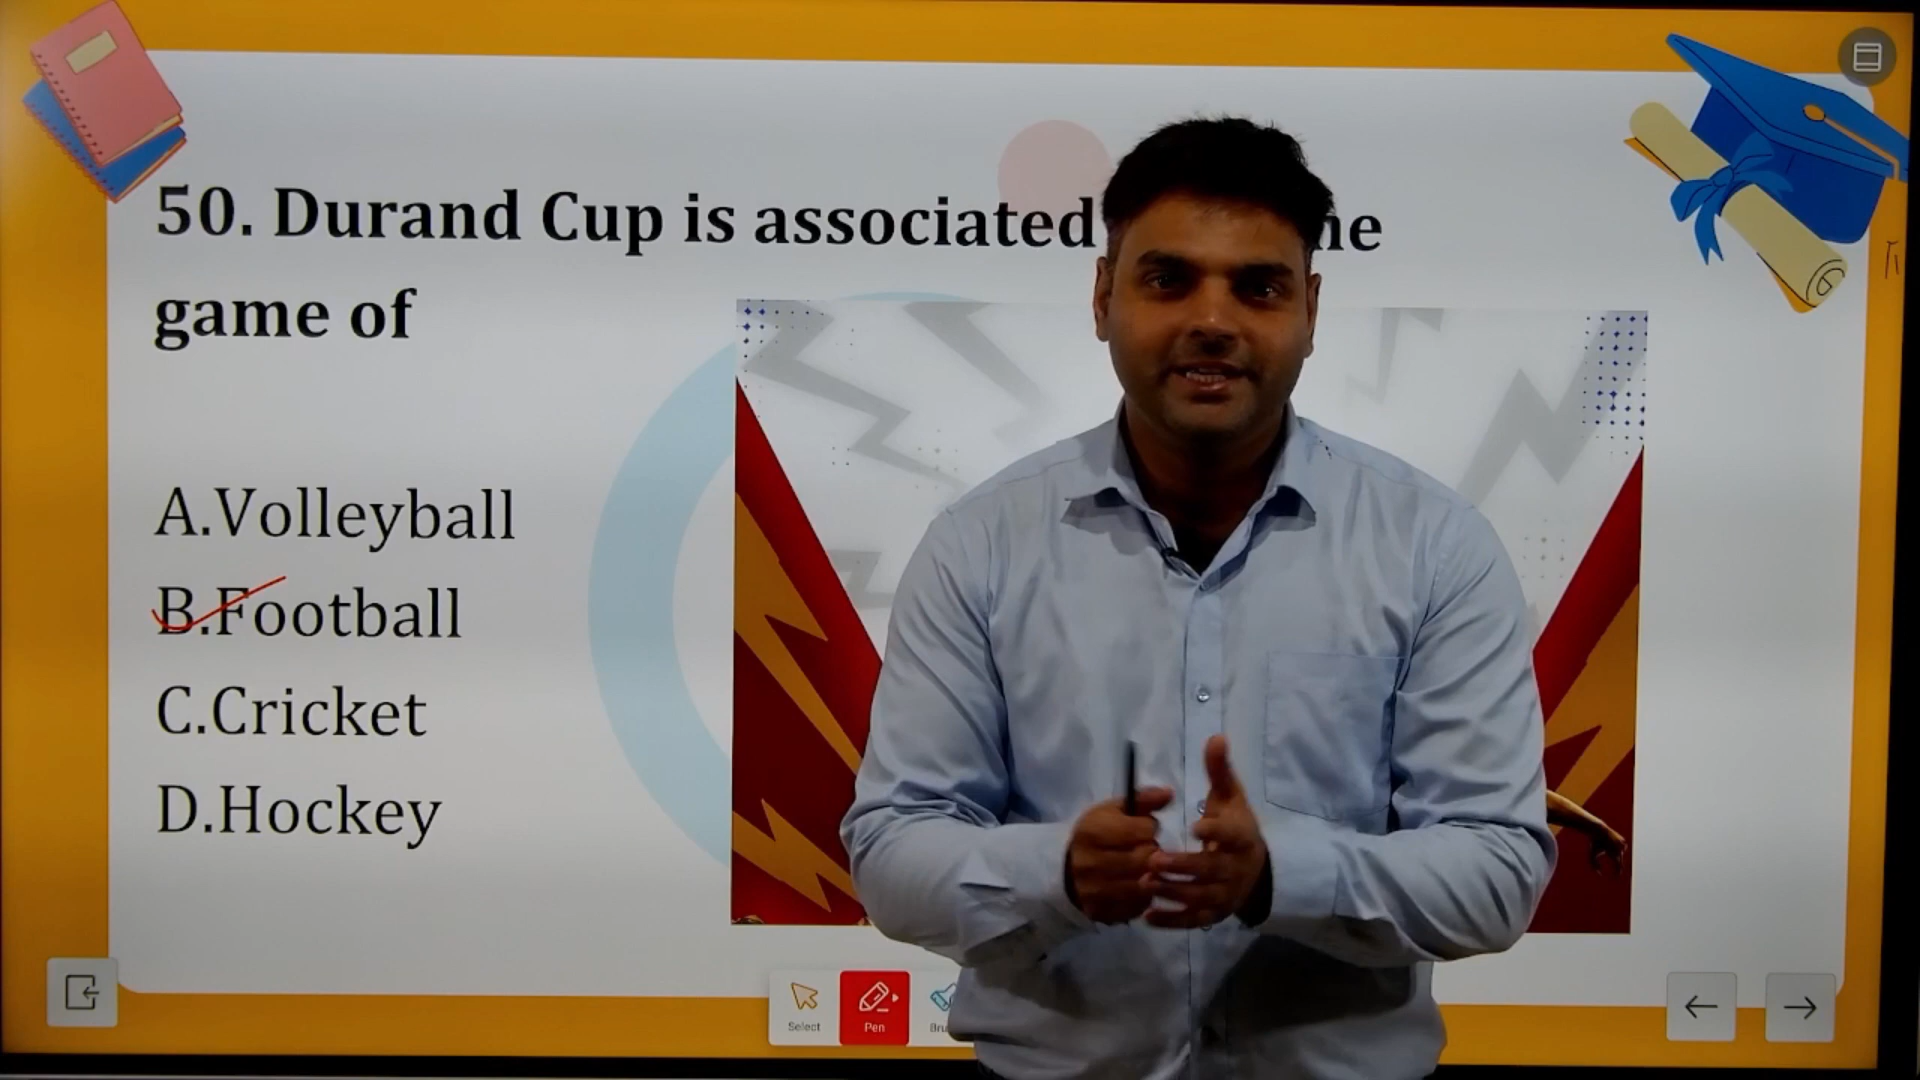 50. Durand Cup is associated
game of
A.Volleyball
B.Football
C.Cricket
D.Hockey
Select
Pen